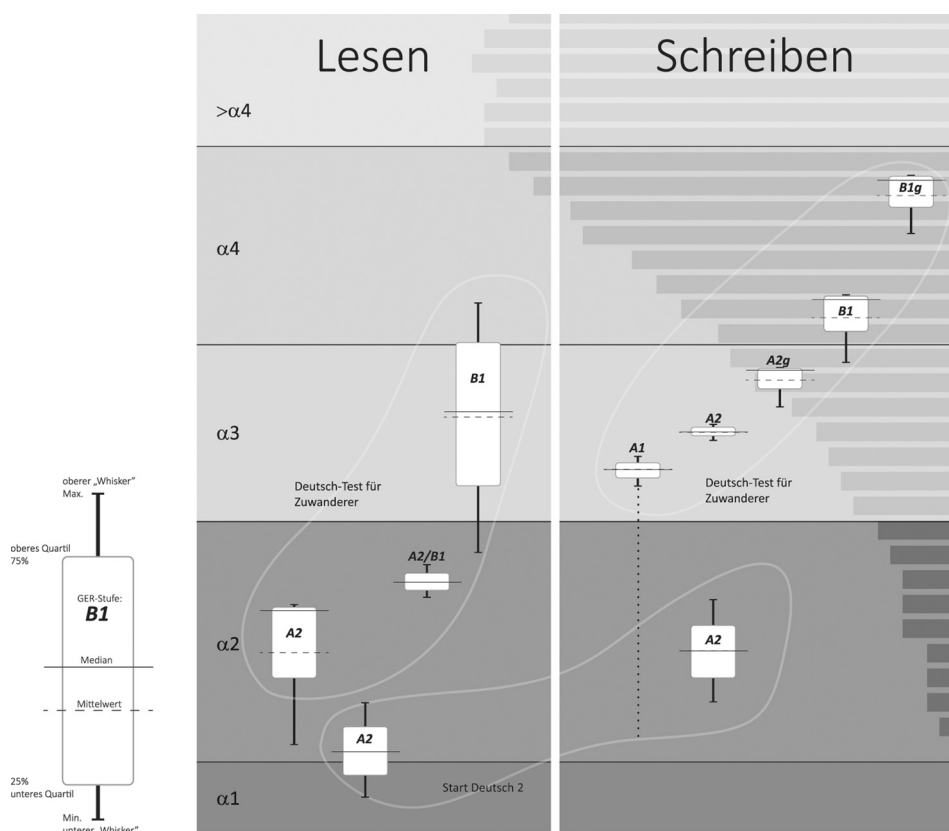 Lesen
Schreiben
>α4
α4
α3
α2
α1
B1g
B1
A2g
A2
A1
Deutsch-Test für
Zuwanderer
B1
Deutsch-Test für
Zuwanderer
A2/B1
A2
A2
A2
Start Deutsch 2
oberer „Whisker“
Max.
oberes Quartil
75%
GER-Stufe:
B1
Median
Mittelwert
25%
unteres Quartil
Min.
unterer „Whisker“